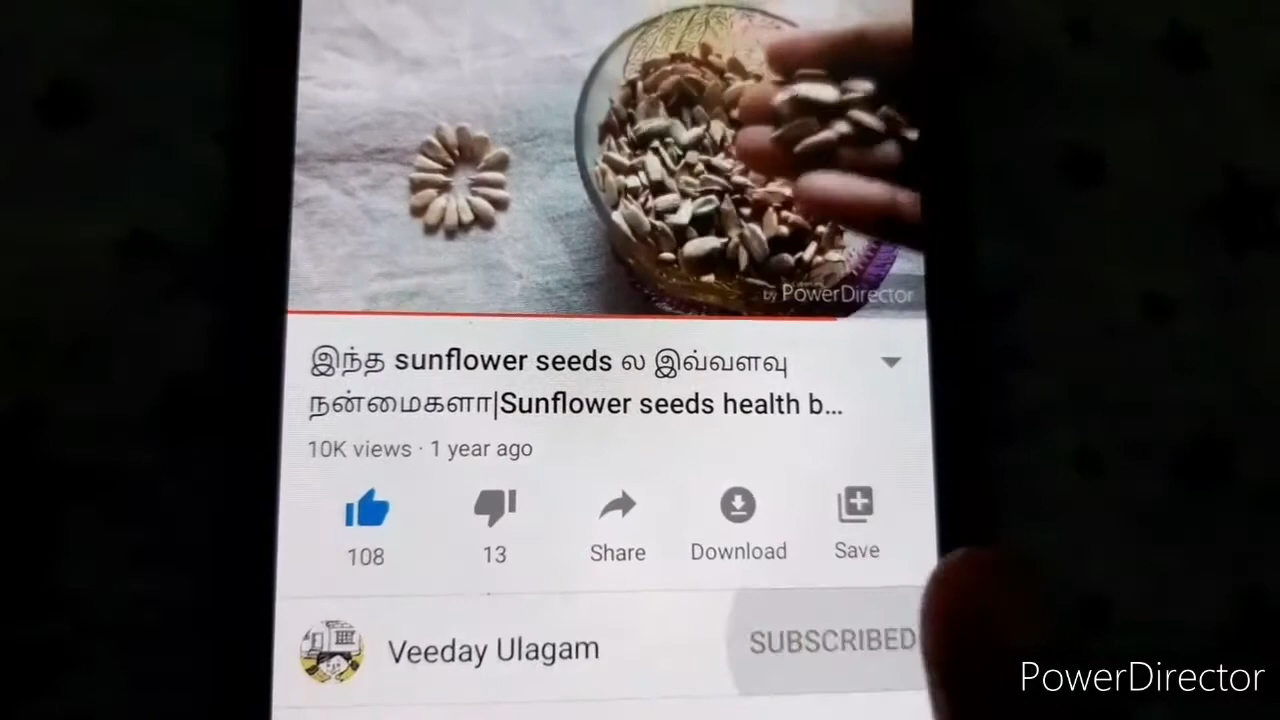 by PowerDirector
இந்த sunflower seeds ல இவ்வளவு
நன்மைகளா|Sunflower seeds health b...
10K views · 1 year ago
108
13
Share
Download
Save
Veeday Ulagam
SUBSCRIBED
PowerDirector